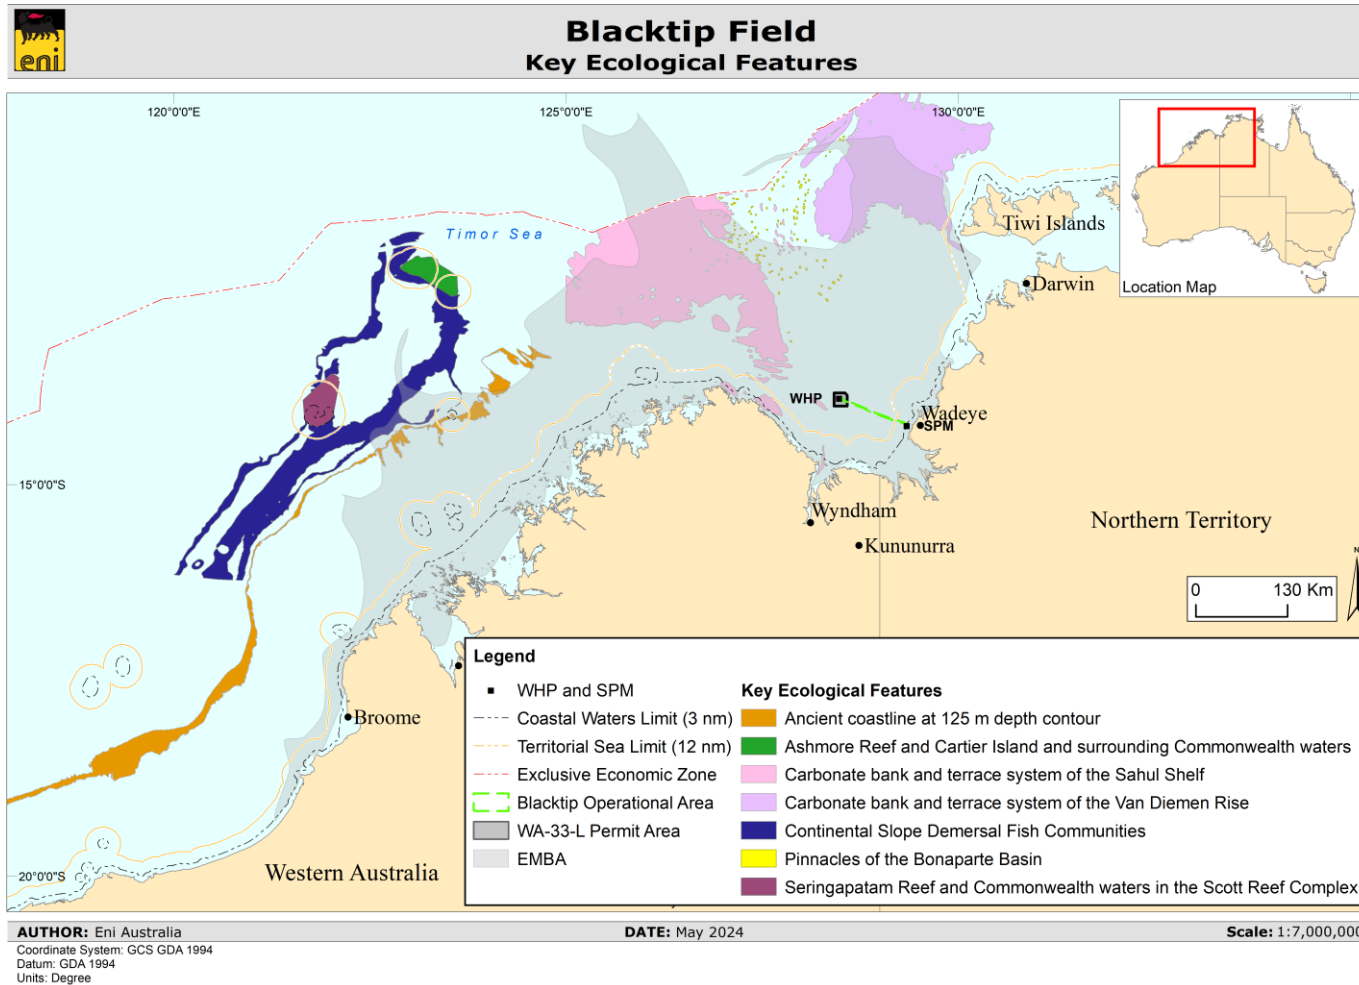 eni
Blacktip Field
Key Ecological Features
120°0'0"E
125°0'0"E
130°0'0"E
Timor Sea
Tiwi Islands
Darwin
Location Map
WHP
Wadeye
SPM
15°0'0"S
Wyndham
Kununurra
Northern Territory
N
0 130 Km
Broome
Western Australia
20°0'0"S
Legend
WHP and SPM
Coastal Waters Limit (3 nm)
Territorial Sea Limit (12 nm)
Exclusive Economic Zone
Blacktip Operational Area
WA-33-L Permit Area
EMBA
Key Ecological Features
Ancient coastline at 125 m depth contour
Ashmore Reef and Cartier Island and surrounding Commonwealth waters
Carbonate bank and terrace system of the Sahul Shelf
Carbonate bank and terrace system of the Van Diemen Rise
Continental Slope Demersal Fish Communities
Pinnacles of the Bonaparte Basin
Seringapatam Reef and Commonwealth waters in the Scott Reef Complex
AUTHOR: Eni Australia
DATE: May 2024
Scale: 1:7,000,000
Coordinate System: GCS GDA 1994
Datum: GDA 1994
Units: Degree